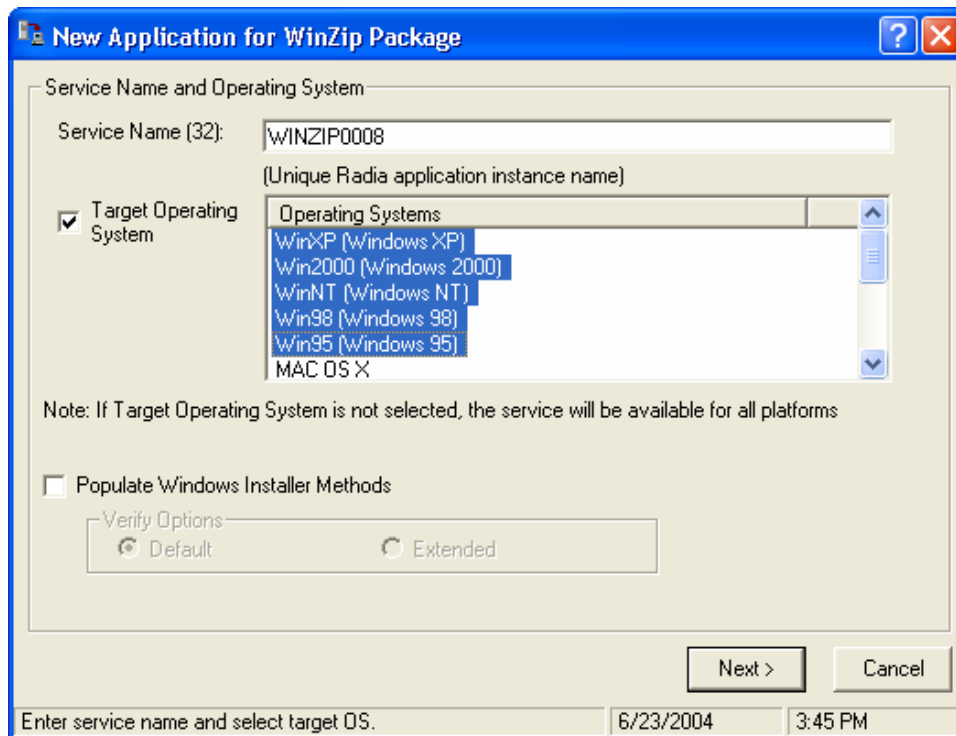 New Application for WinZip Package
Service Name and Operating System
Service Name (32):
WINZIP0008
(Unique Radia application instance name)
Target Operating
System
Operating Systems
WinXP (Windows XP)
Win2000 (Windows 2000)
WinNT (Windows NT)
Win98 (Windows 98)
Win95 (Windows 95)
MAC OS X
Note: If Target Operating System is not selected, the service will be available for all platforms
Populate Windows Installer Methods
Verify Options
Default
Extended
Next >
Cancel
Enter service name and select target OS.
6/23/2004
3:45 PM